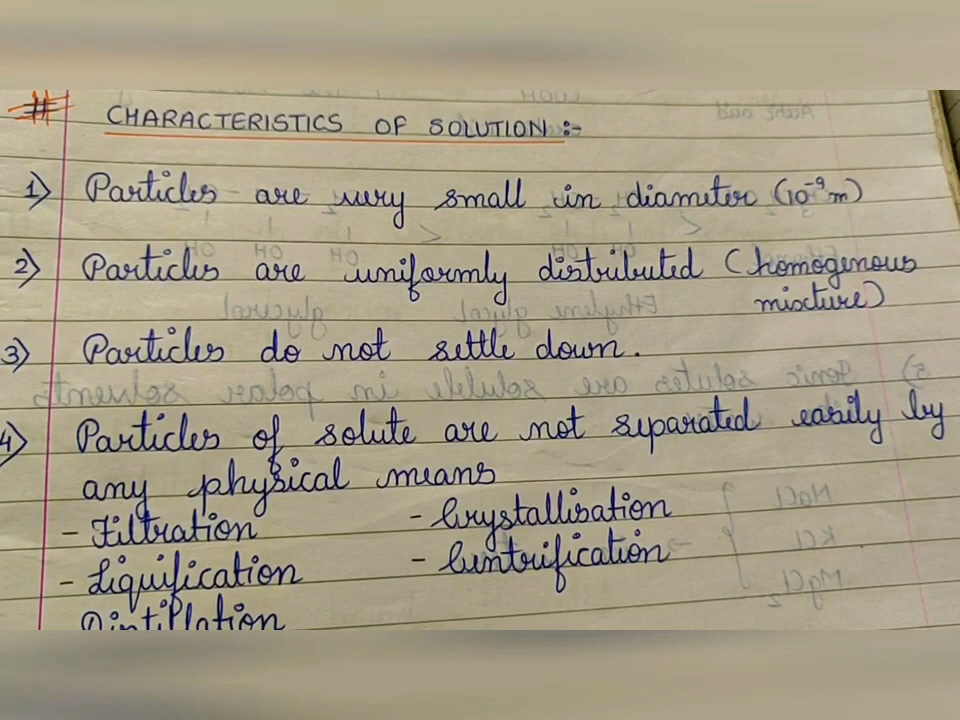 # CHARACTERISTICS OF SOLUTION :-
1) Particles are very small in diameter (10⁻⁹ m)
2) Particles are uniformly distributed (homogenous
mixture)
3) Particles do not settle down.
4) Particles of solute are not separated easily by
any physical means
- Filtration - Crystallisation
- Liquification - Centrification
Distillation